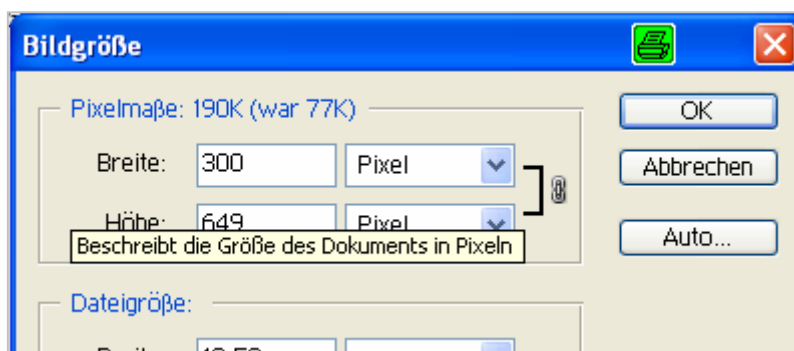 Bildgröße
Pixelmaße: 190K (war 77K)
OK
Breite: 300 Pixel
Abbrechen
Höhe: 649 Pixel
Auto...
Beschreibt die Größe des Dokuments in Pixeln
Dateigröße: